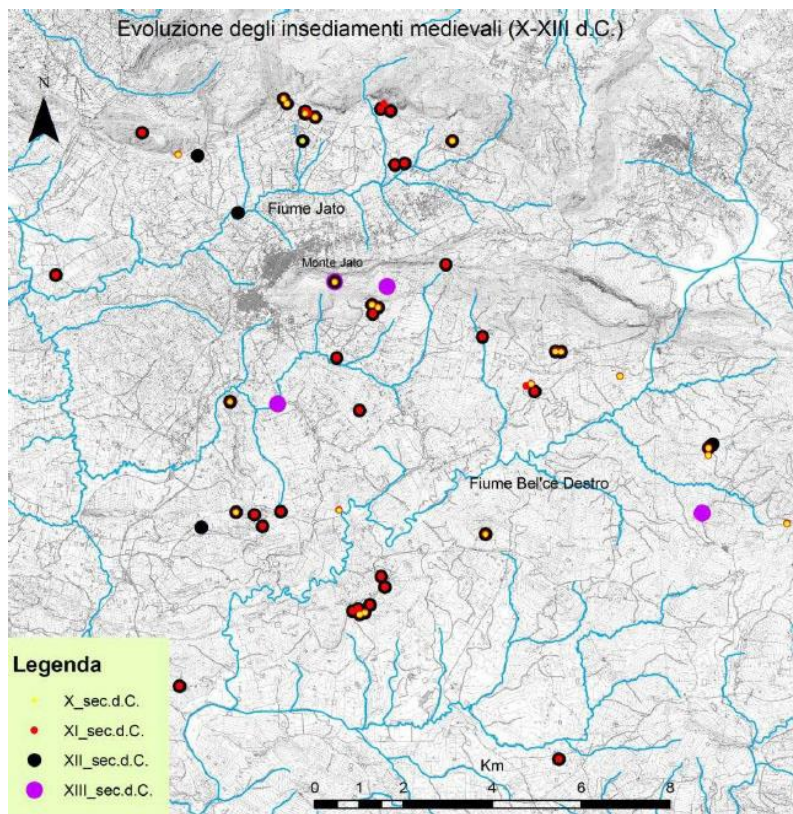 Evoluzione degli insediamenti medievali (X-XIII d.C.)
N
Fiume Jato
Monte Jato
Fiume Bel'ce Destro
Legenda
X_sec.d.C.
XI_sec.d.C.
XII_sec.d.C.
XIII_sec.d.C.
Km
0 2 4 6 8